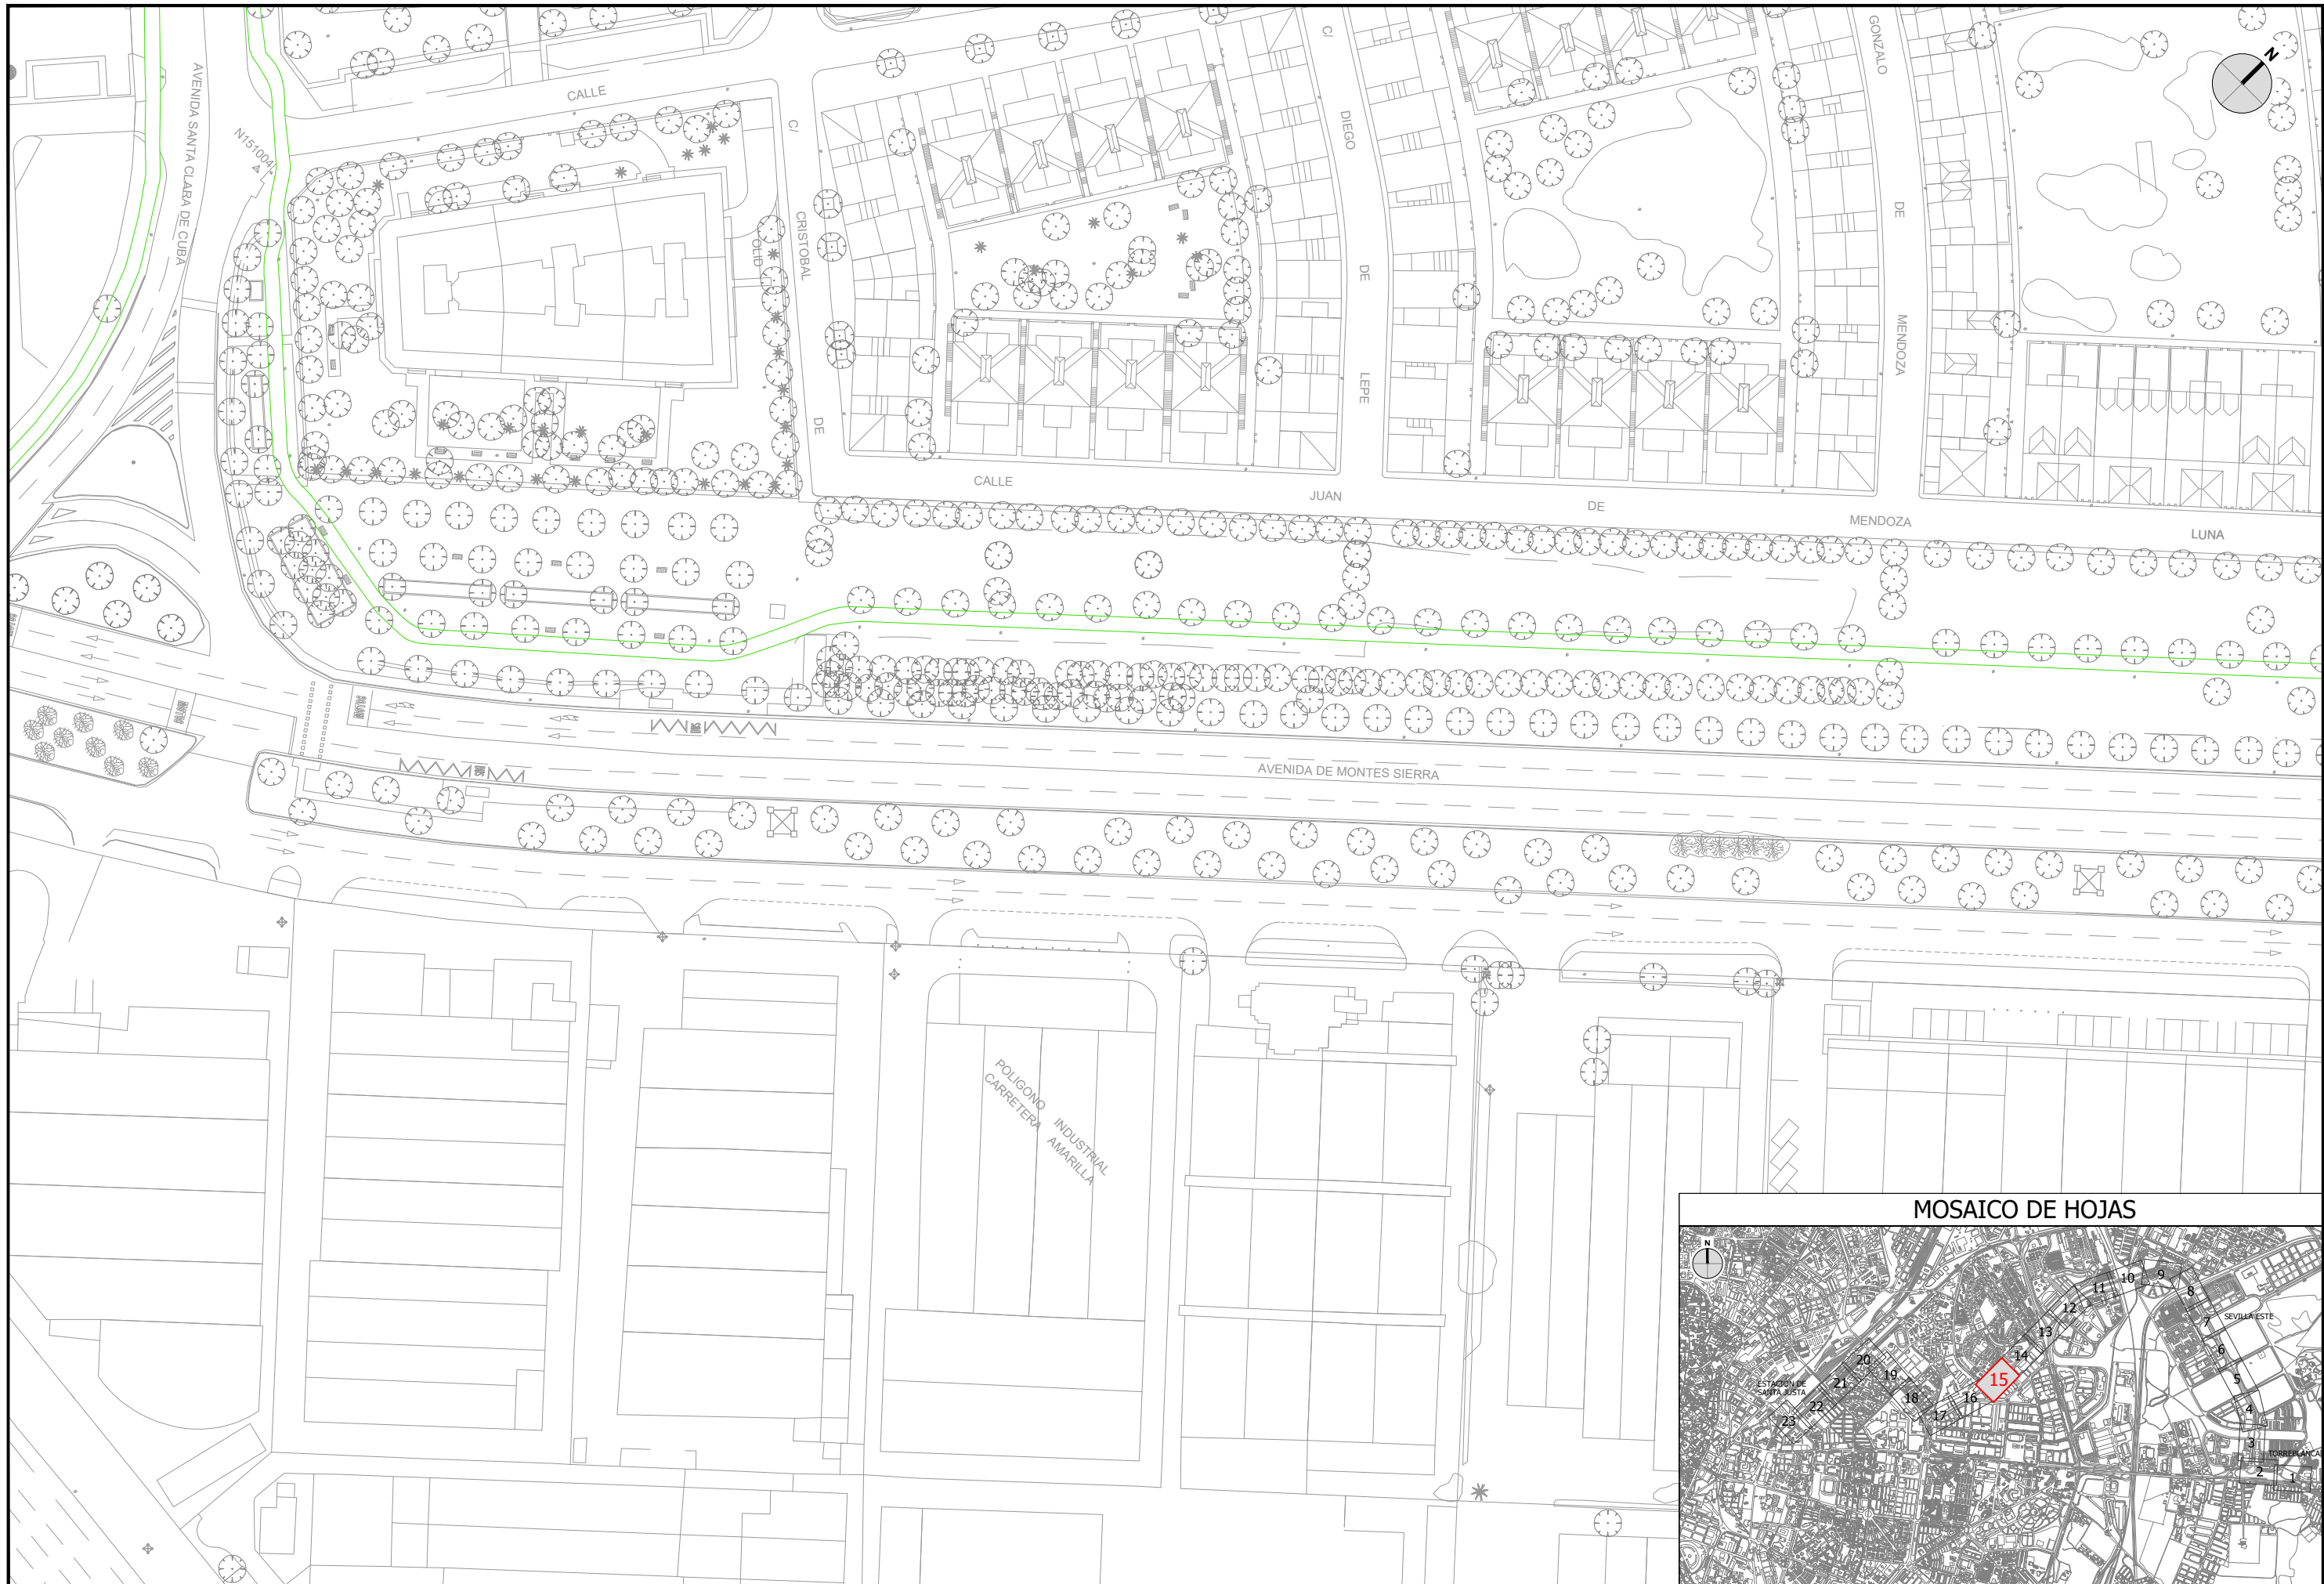 AVENIDA SANTA CLARA DE CUBA
N151004
CALLE
C/
CRISTOBAL
DE
OLID
C/
DIEGO
DE
LEPE
GONZALO
DE
MENDOZA
N
CALLE
JUAN
DE
MENDOZA
LUNA
AVENIDA DE MONTES SIERRA
POLIGONO INDUSTRIAL
CARRETERA AMARILLA
MOSAICO DE HOJAS
N
10
9
11
8
12
SEVILLA ESTE
7
13
6
14
20
19
15
5
21
ESTACIÓN DE
SANTA JUSTA
18
16
4
22
17
23
3
TORREBLANCA
2
1